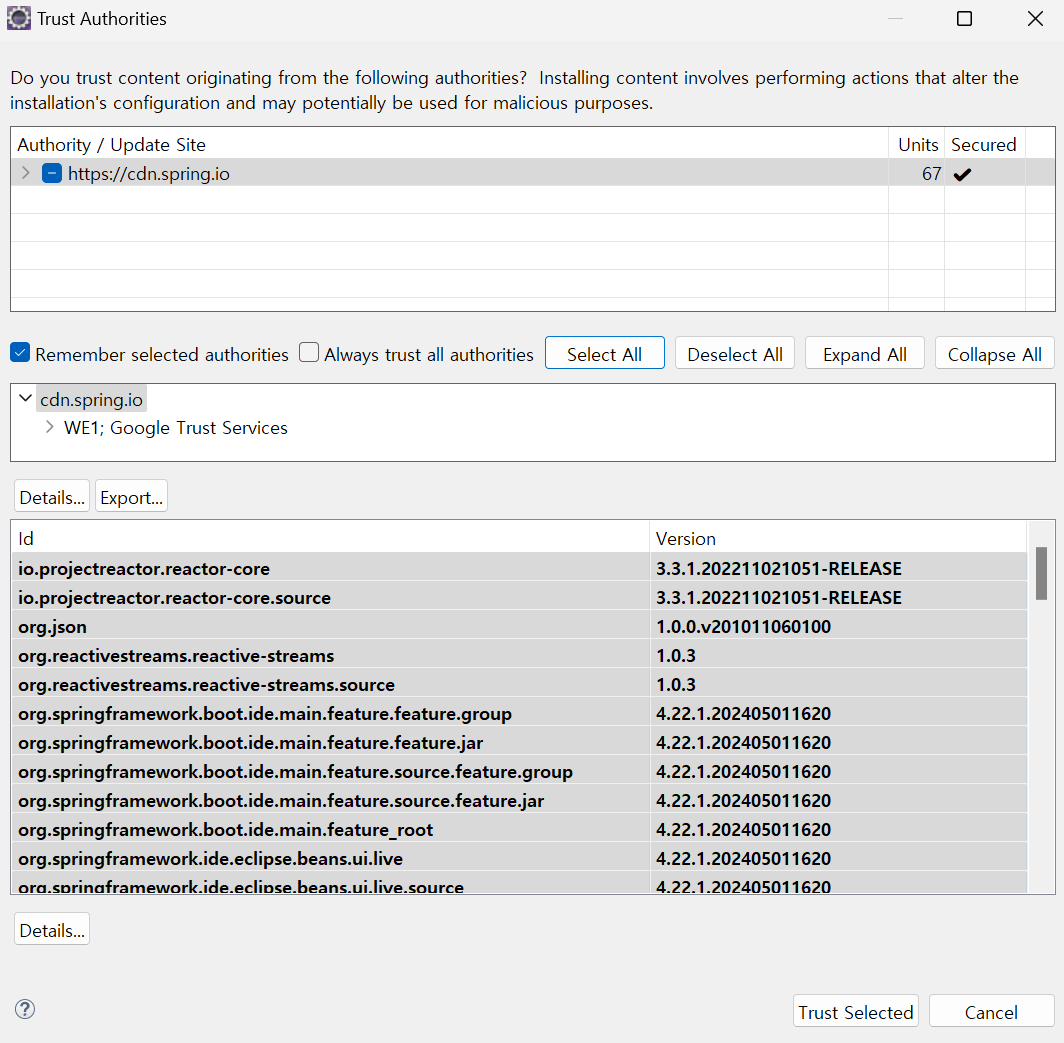 Trust Authorities
Do you trust content originating from the following authorities?  Installing content involves performing actions that alter the
installation's configuration and may potentially be used for malicious purposes.
Authority / Update Site Units Secured
https://cdn.spring.io 67
Remember selected authorities Always trust all authorities Select All Deselect All Expand All Collapse All
cdn.spring.io
WE1; Google Trust Services
Details... Export...
Id Version
io.projectreactor.reactor-core 3.3.1.202211021051-RELEASE
io.projectreactor.reactor-core.source 3.3.1.202211021051-RELEASE
org.json 1.0.0.v201011060100
org.reactivestreams.reactive-streams 1.0.3
org.reactivestreams.reactive-streams.source 1.0.3
org.springframework.boot.ide.main.feature.feature.group 4.22.1.202405011620
org.springframework.boot.ide.main.feature.feature.jar 4.22.1.202405011620
org.springframework.boot.ide.main.feature.source.feature.group 4.22.1.202405011620
org.springframework.boot.ide.main.feature.source.feature.jar 4.22.1.202405011620
org.springframework.boot.ide.main.feature_root 4.22.1.202405011620
org.springframework.ide.eclipse.beans.ui.live 4.22.1.202405011620
org.springframework.ide.eclipse.beans.ui.live.source 4.22.1.202405011620
Details...
? Trust Selected Cancel